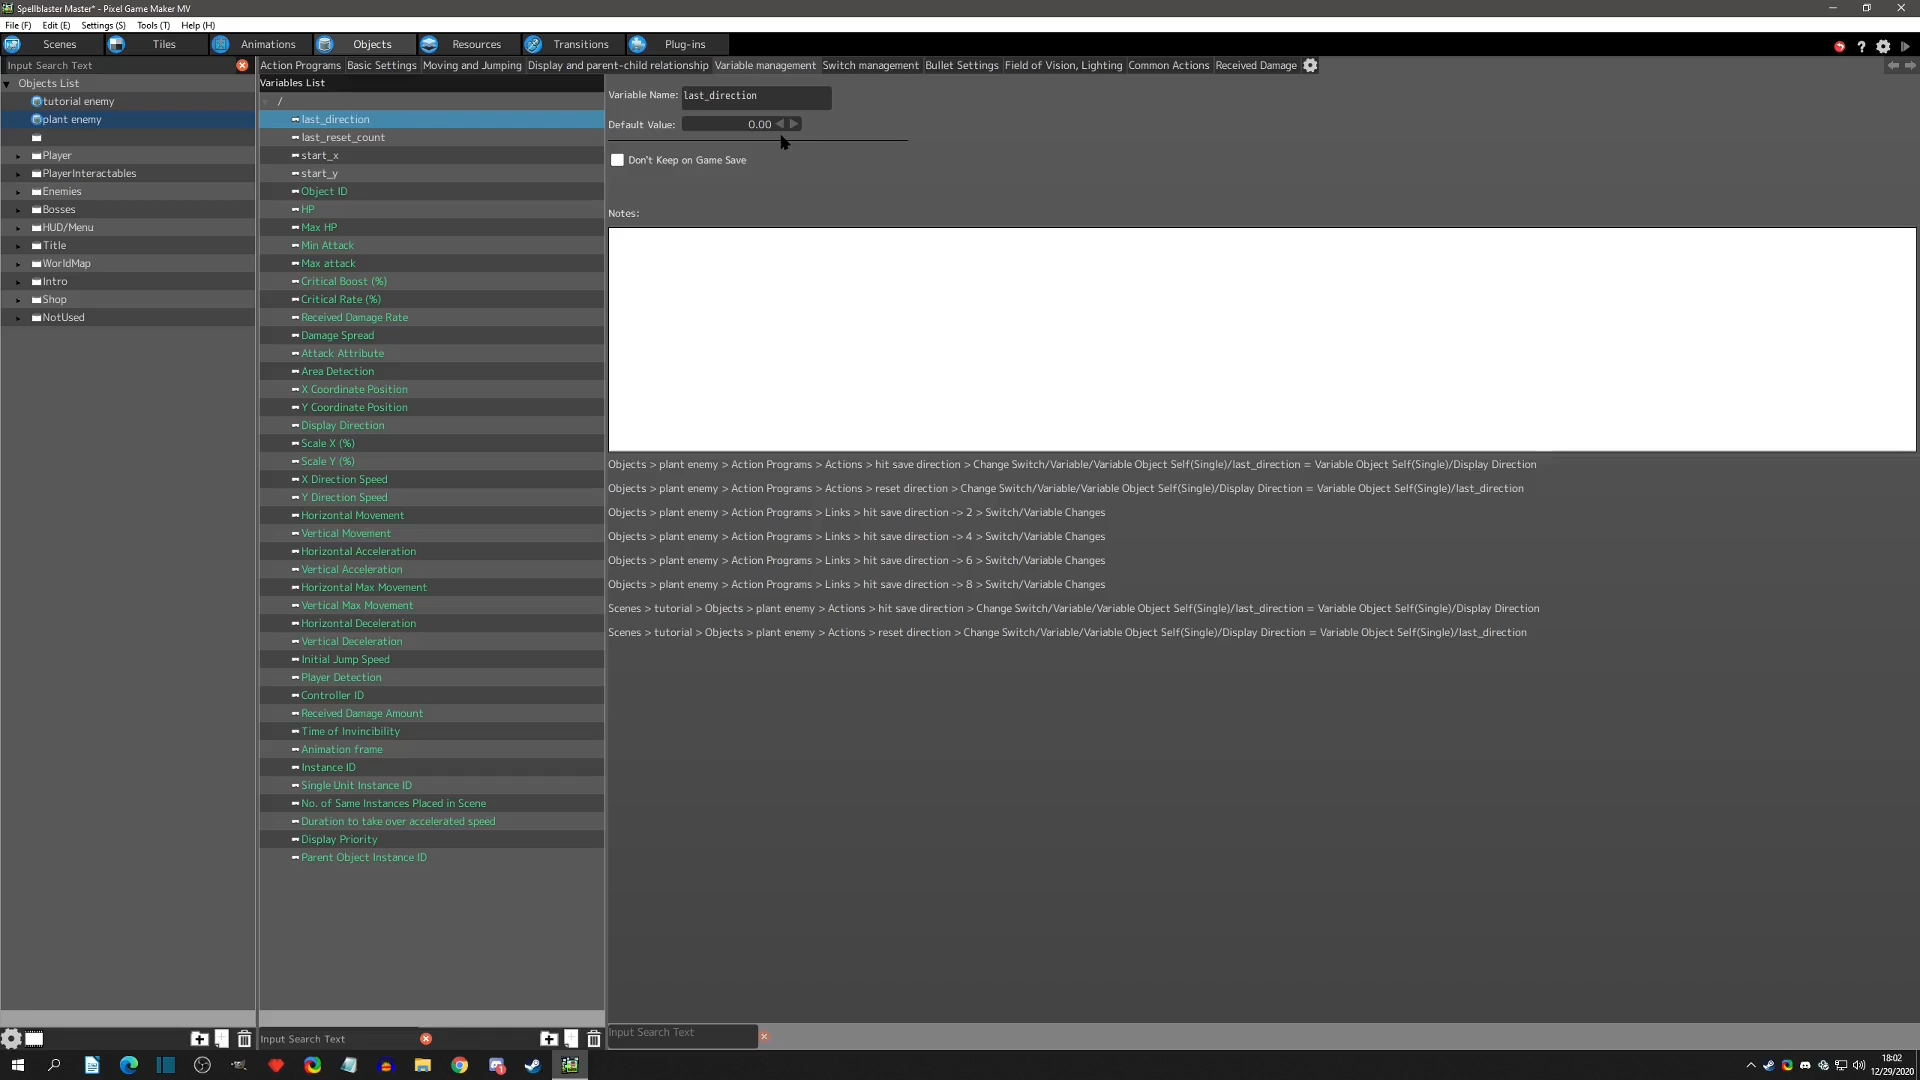 Spellblaster Master* - Pixel Game Maker MV
File (F) Edit (E) Settings (S) Tools (T) Help (H)
Scenes Tiles Animations Objects Resources Transitions Plug-ins
Input Search Text
Objects List
tutorial enemy
plant enemy
Player
PlayerInteractables
Enemies
Bosses
HUD/Menu
Title
WorldMap
Intro
Shop
NotUsed
Action Programs Basic Settings Moving and Jumping Display and parent-child relationship Variable management Switch management Bullet Settings Field of Vision, Lighting Common Actions Received Damage
Variables List
/
last_direction
last_reset_count
start_x
start_y
Object ID
HP
Max HP
Min Attack
Max attack
Critical Boost (%)
Critical Rate (%)
Received Damage Rate
Damage Spread
Attack Attribute
Area Detection
X Coordinate Position
Y Coordinate Position
Display Direction
Scale X (%)
Scale Y (%)
X Direction Speed
Y Direction Speed
Horizontal Movement
Vertical Movement
Horizontal Acceleration
Vertical Acceleration
Horizontal Max Movement
Vertical Max Movement
Horizontal Deceleration
Vertical Deceleration
Initial Jump Speed
Player Detection
Controller ID
Received Damage Amount
Time of Invincibility
Animation frame
Instance ID
Single Unit Instance ID
No. of Same Instances Placed in Scene
Duration to take over accelerated speed
Display Priority
Parent Object Instance ID
Input Search Text
Variable Name: last_direction
Default Value: 0.00
Don't Keep on Game Save
Notes:
Objects > plant enemy > Action Programs > Actions > hit save direction > Change Switch/Variable/Variable Object Self(Single)/last_direction = Variable Object Self(Single)/Display Direction
Objects > plant enemy > Action Programs > Actions > reset direction > Change Switch/Variable/Variable Object Self(Single)/Display Direction = Variable Object Self(Single)/last_direction
Objects > plant enemy > Action Programs > Links > hit save direction -> 2 > Switch/Variable Changes
Objects > plant enemy > Action Programs > Links > hit save direction -> 4 > Switch/Variable Changes
Objects > plant enemy > Action Programs > Links > hit save direction -> 6 > Switch/Variable Changes
Objects > plant enemy > Action Programs > Links > hit save direction -> 8 > Switch/Variable Changes
Scenes > tutorial > Objects > plant enemy > Actions > hit save direction > Change Switch/Variable/Variable Object Self(Single)/last_direction = Variable Object Self(Single)/Display Direction
Scenes > tutorial > Objects > plant enemy > Actions > reset direction > Change Switch/Variable/Variable Object Self(Single)/Display Direction = Variable Object Self(Single)/last_direction
Input Search Text
18:02
12/29/2020